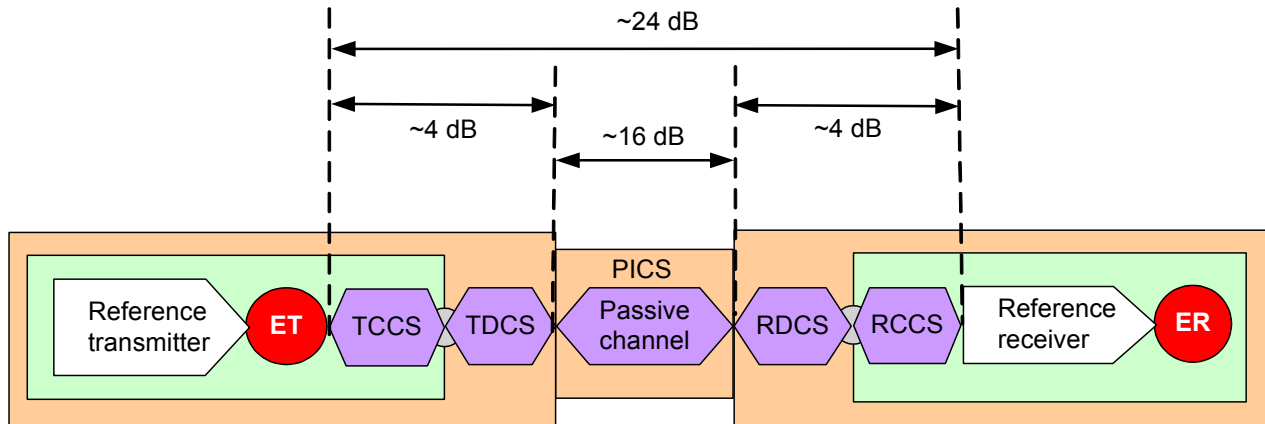 ~24 dB
~4 dB
~4 dB
~16 dB
PICS
Reference
transmitter
ET
TCCS
TDCS
Passive
channel
RDCS
RCCS
Reference
receiver
ER